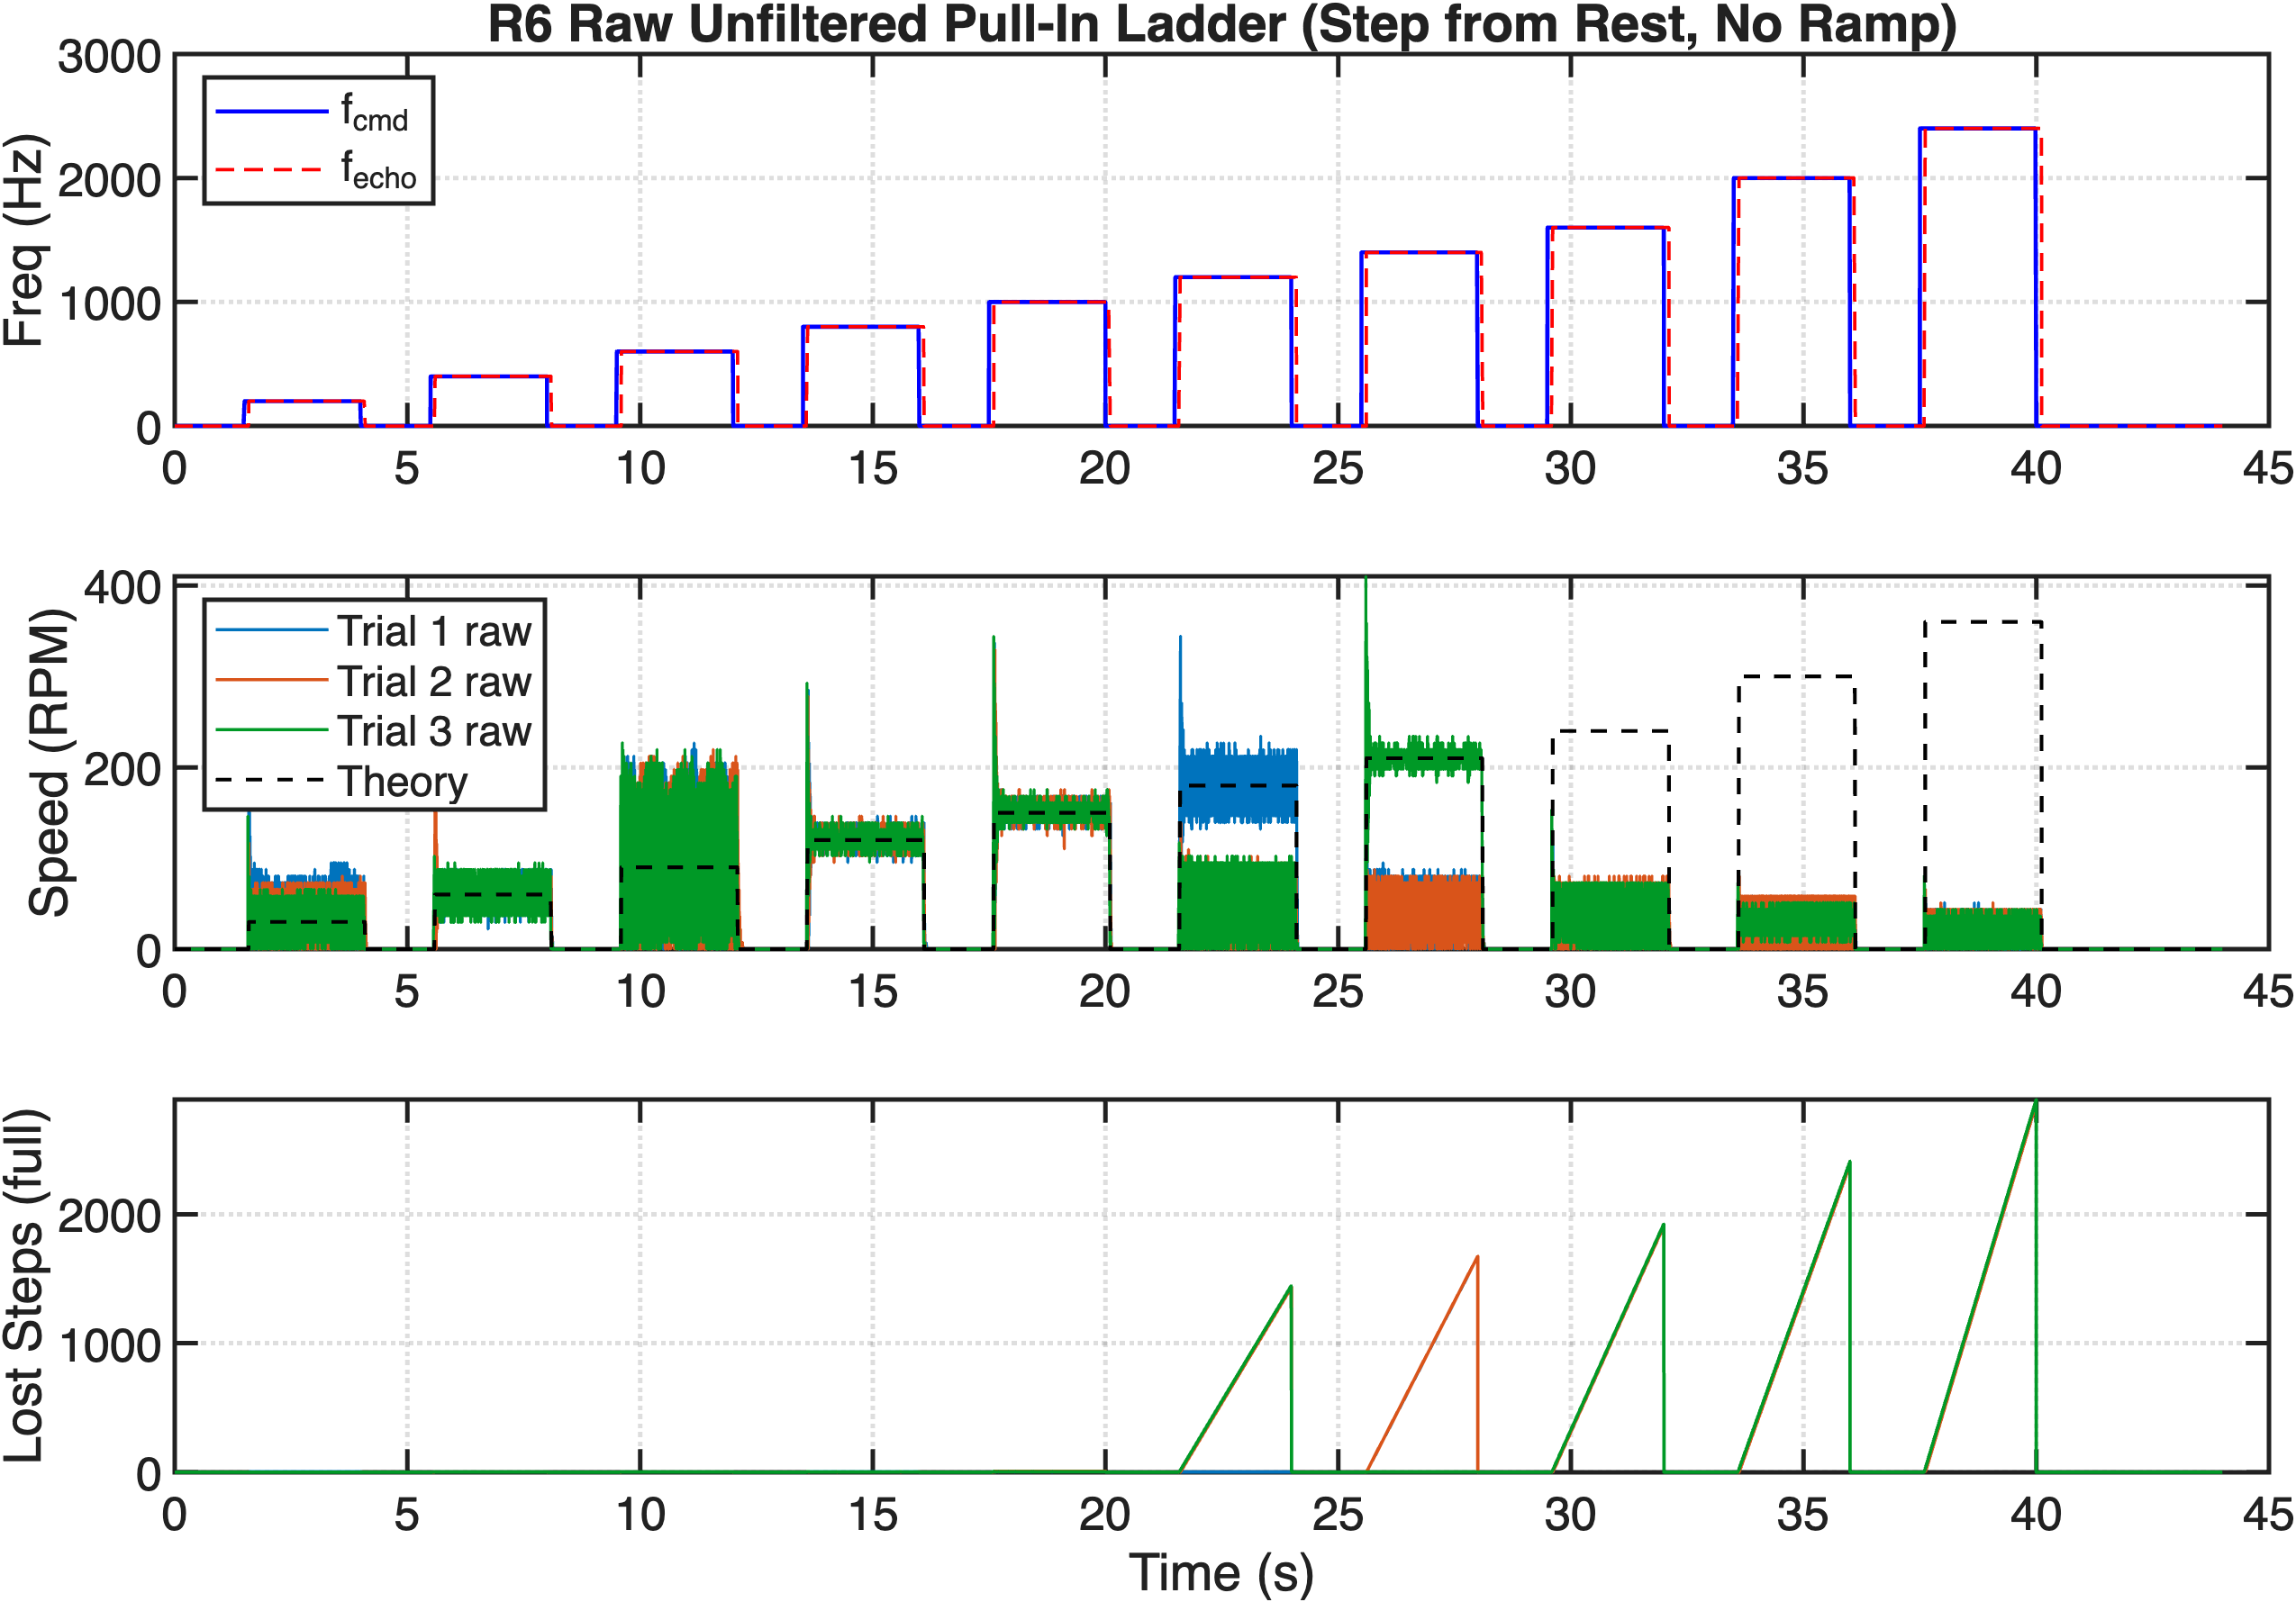 R6 Raw Unfiltered Pull-In Ladder (Step from Rest, No Ramp)
Freq (Hz)
3000
2000
1000
0
f_cmd
f_echo
0 5 10 15 20 25 30 35 40 45
Speed (RPM)
400
200
0
Trial 1 raw
Trial 2 raw
Trial 3 raw
Theory
0 5 10 15 20 25 30 35 40 45
Lost Steps (full)
2000
1000
0
0 5 10 15 20 25 30 35 40 45
Time (s)